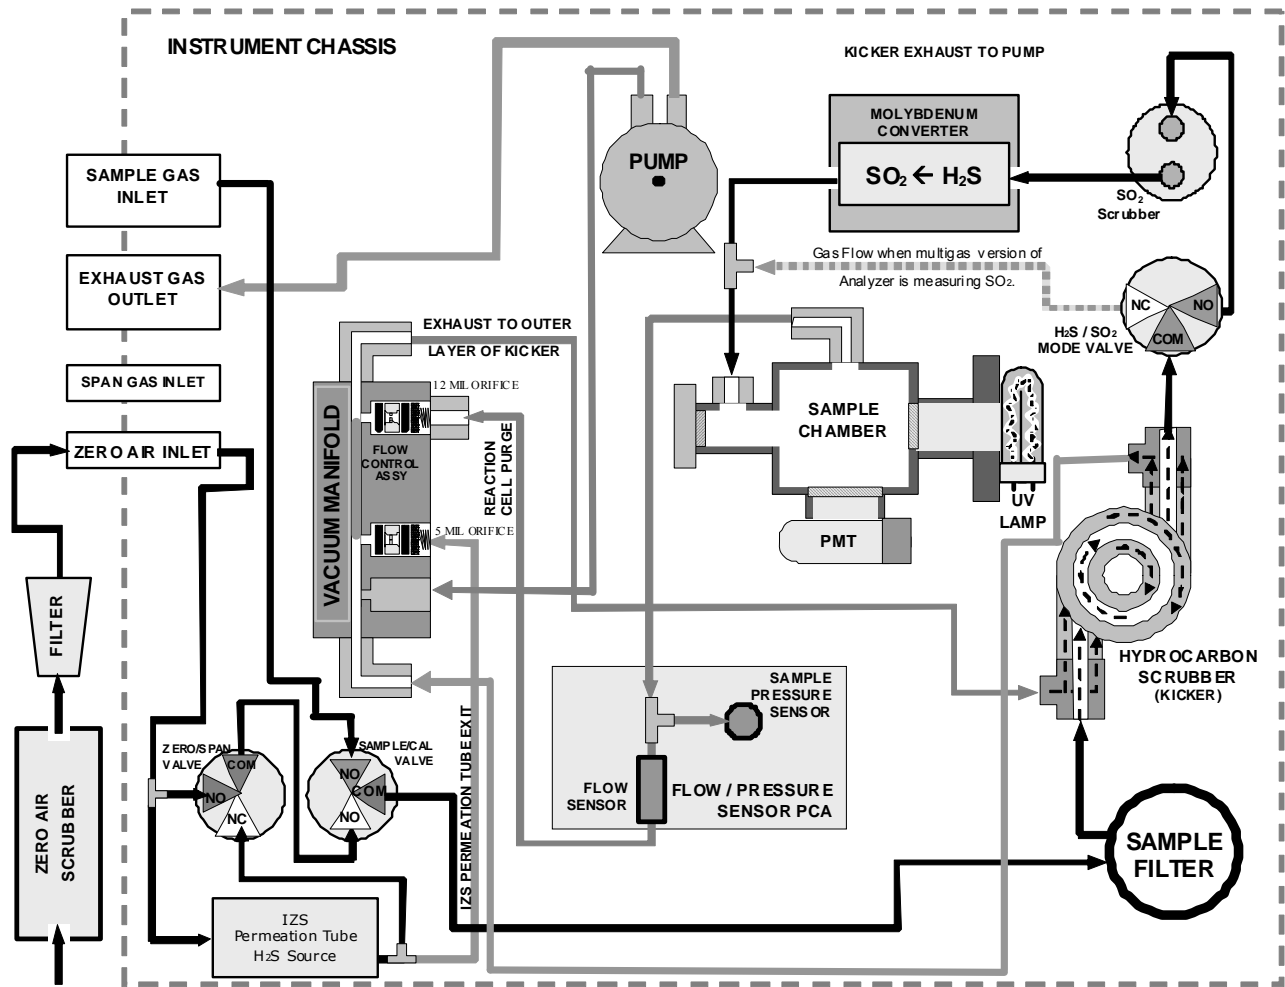 INSTRUMENT CHASSIS
KICKER EXHAUST TO PUMP
MOLYBDENUM
CONVERTER
SO₂ ← H₂S
SO₂
Scrubber
PUMP
SAMPLE GAS
INLET
EXHAUST GAS
OUTLET
SPAN GAS INLET
ZERO AIR INLET
Gas Flow when multigas version of
Analyzer is measuring SO₂.
NC
NO
COM
H₂S / SO₂
MODE VALVE
EXHAUST TO OUTER
LAYER OF KICKER
12 MIL ORIFICE
FLOW
CONTROL
ASSY
VACUUM MANIFOLD
5 MIL ORIFICE
REACTION
CELL PURGE
SAMPLE
CHAMBER
UV
LAMP
PMT
FILTER
ZERO AIR
SCRUBBER
HYDROCARBON
SCRUBBER
(KICKER)
SAMPLE
PRESSURE
SENSOR
FLOW
SENSOR
FLOW / PRESSURE
SENSOR PCA
ZERO/SPAN
VALVE
COM
NO
NC
SAMPLE/CAL
VALVE
NO
COM
NO
IZS PERMEATION TUBE EXIT
SAMPLE
FILTER
IZS
Permeation Tube
H₂S Source